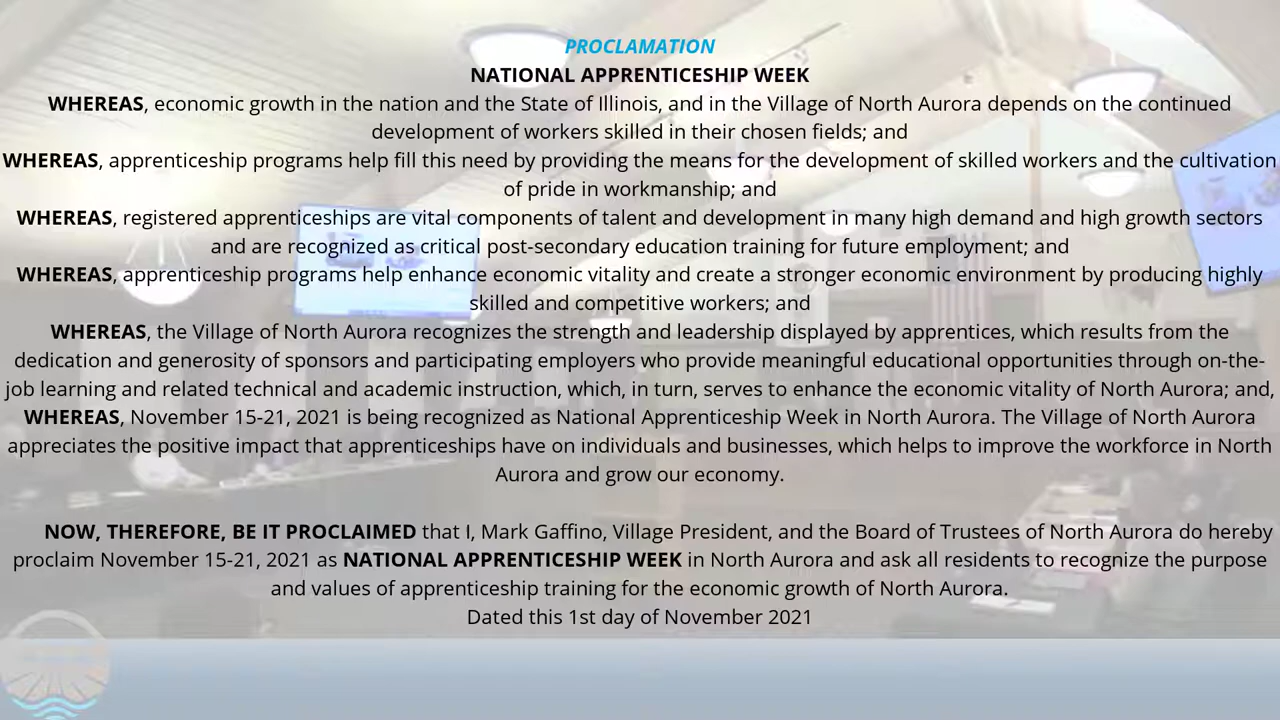 PROCLAMATION
NATIONAL APPRENTICESHIP WEEK
WHEREAS, economic growth in the nation and the State of Illinois, and in the Village of North Aurora depends on the continued
development of workers skilled in their chosen fields; and
WHEREAS, apprenticeship programs help fill this need by providing the means for the development of skilled workers and the cultivation
of pride in workmanship; and
WHEREAS, registered apprenticeships are vital components of talent and development in many high demand and high growth sectors
and are recognized as critical post-secondary education training for future employment; and
WHEREAS, apprenticeship programs help enhance economic vitality and create a stronger economic environment by producing highly
skilled and competitive workers; and
WHEREAS, the Village of North Aurora recognizes the strength and leadership displayed by apprentices, which results from the
dedication and generosity of sponsors and participating employers who provide meaningful educational opportunities through on-the-
job learning and related technical and academic instruction, which, in turn, serves to enhance the economic vitality of North Aurora; and,
WHEREAS, November 15-21, 2021 is being recognized as National Apprenticeship Week in North Aurora. The Village of North Aurora
appreciates the positive impact that apprenticeships have on individuals and businesses, which helps to improve the workforce in North
Aurora and grow our economy.
NOW, THEREFORE, BE IT PROCLAIMED that I, Mark Gaffino, Village President, and the Board of Trustees of North Aurora do hereby
proclaim November 15-21, 2021 as NATIONAL APPRENTICESHIP WEEK in North Aurora and ask all residents to recognize the purpose
and values of apprenticeship training for the economic growth of North Aurora.
Dated this 1st day of November 2021